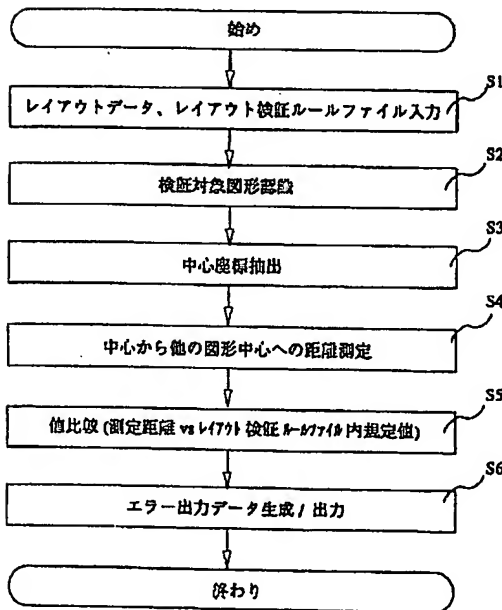 始め
S1
レイアウトデータ、レイアウト検証ルールファイル入力
S2
検証対象図形認識
S3
中心座標抽出
S4
中心から他の図形中心への距離測定
S5
値比較 (測定距離 vs レイアウト 検証 ルールファイル 内規定値)
S6
エラー出力データ生成 / 出力
終わり